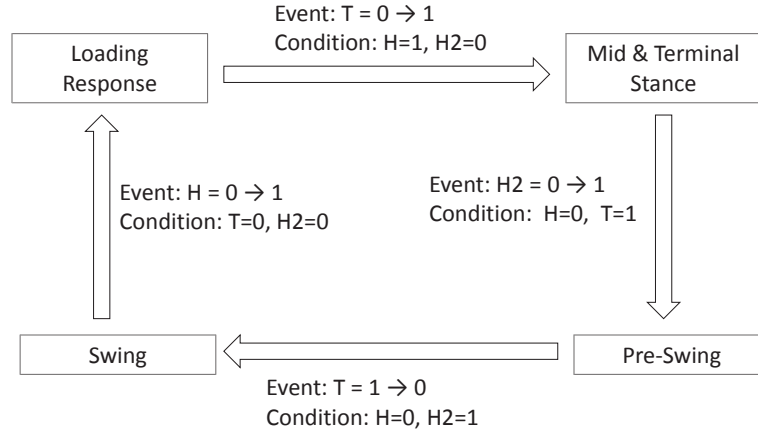 Event: T = 0 → 1
Condition: H=1, H2=0
Loading
Response
Mid & Terminal
Stance
Event: H = 0 → 1
Condition: T=0, H2=0
Event: H2 = 0 → 1
Condition: H=0, T=1
Swing
Pre-Swing
Event: T = 1 → 0
Condition: H=0, H2=1